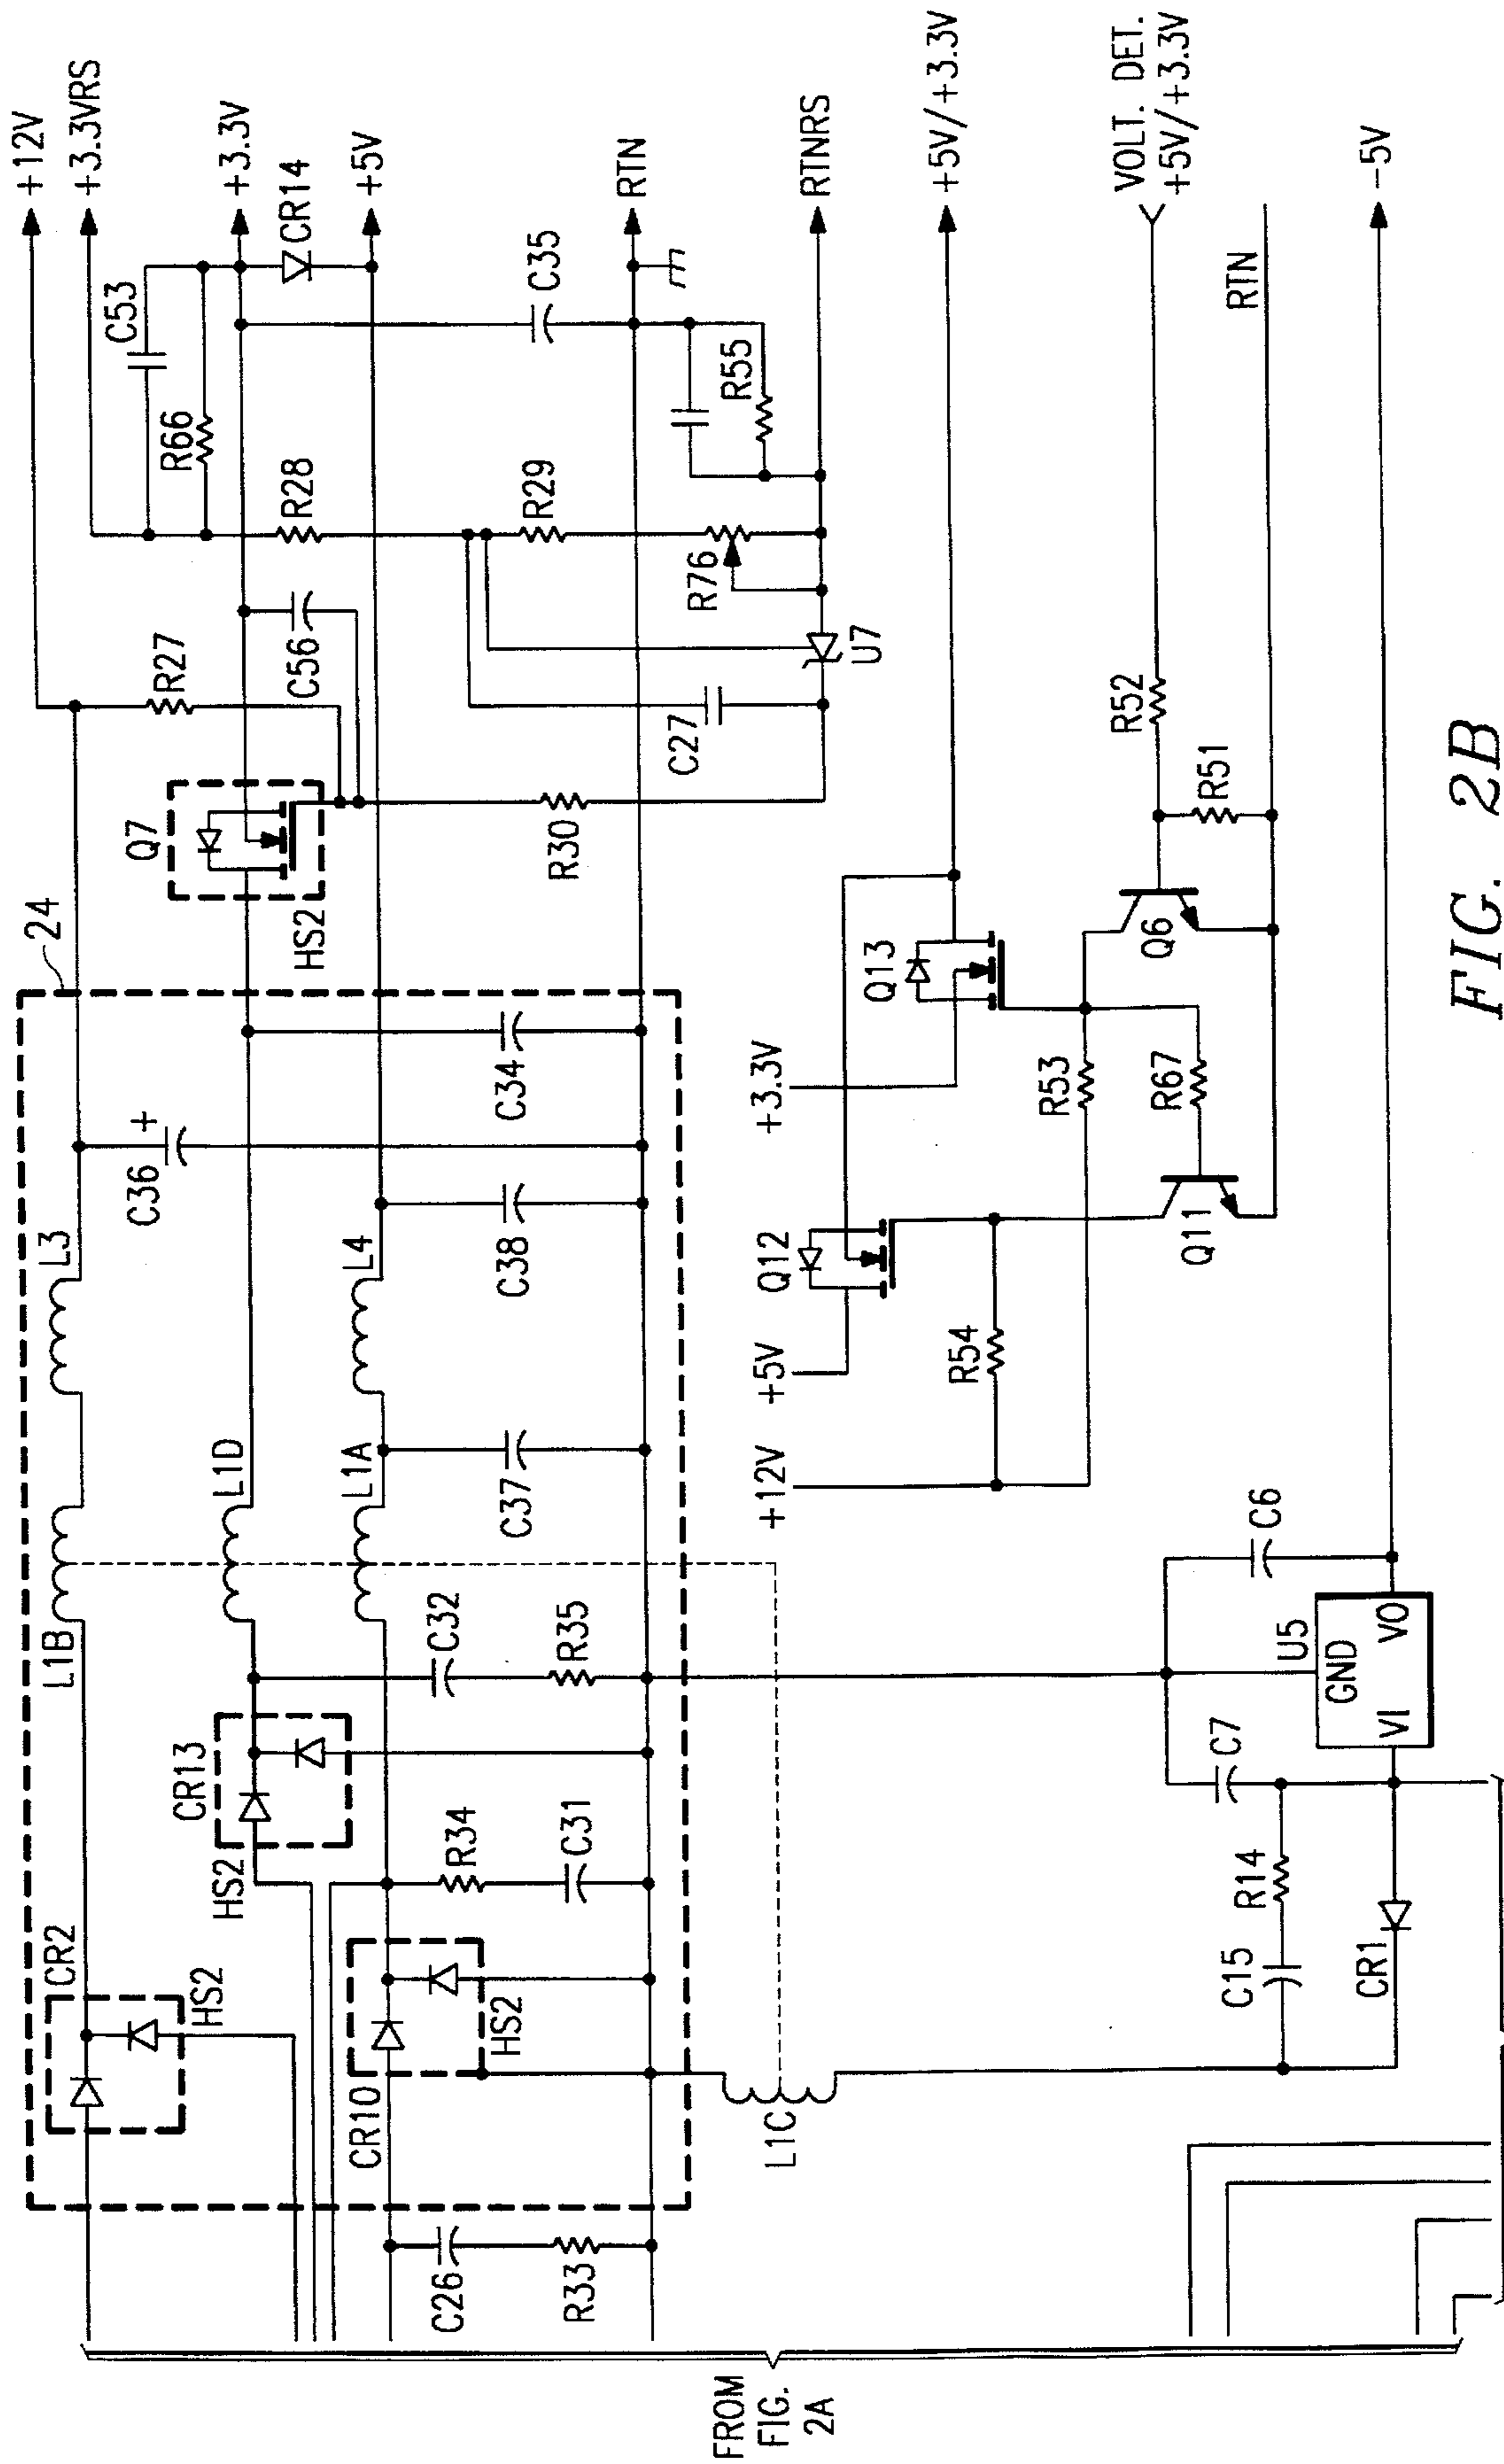 +12V
+3.3VRS
+3.3V
CR14
+5V
RTN
RTNRS
+5V/+3.3V
VOLT. DET.
+5V/+3.3V
RTN
-5V
C53
R66
C35
R55
R28
R29
R76
U7
R27
C56
C27
Q7
HS2
R30
24
L3
C36
+
C34
L4
C38
L1B
L1D
L1A
C37
C32
R35
CR13
HS2
R34
C31
CR2
HS2
CR10
HS2
L1C
C26
R33
R52
R51
Q6
Q13
+3.3V
R53
R67
Q12
Q11
+5V
R54
+12V
C6
U5
GND
VI
VO
C7
R14
C15
CR1
FROM
FIG.
2A
FIG. 2B